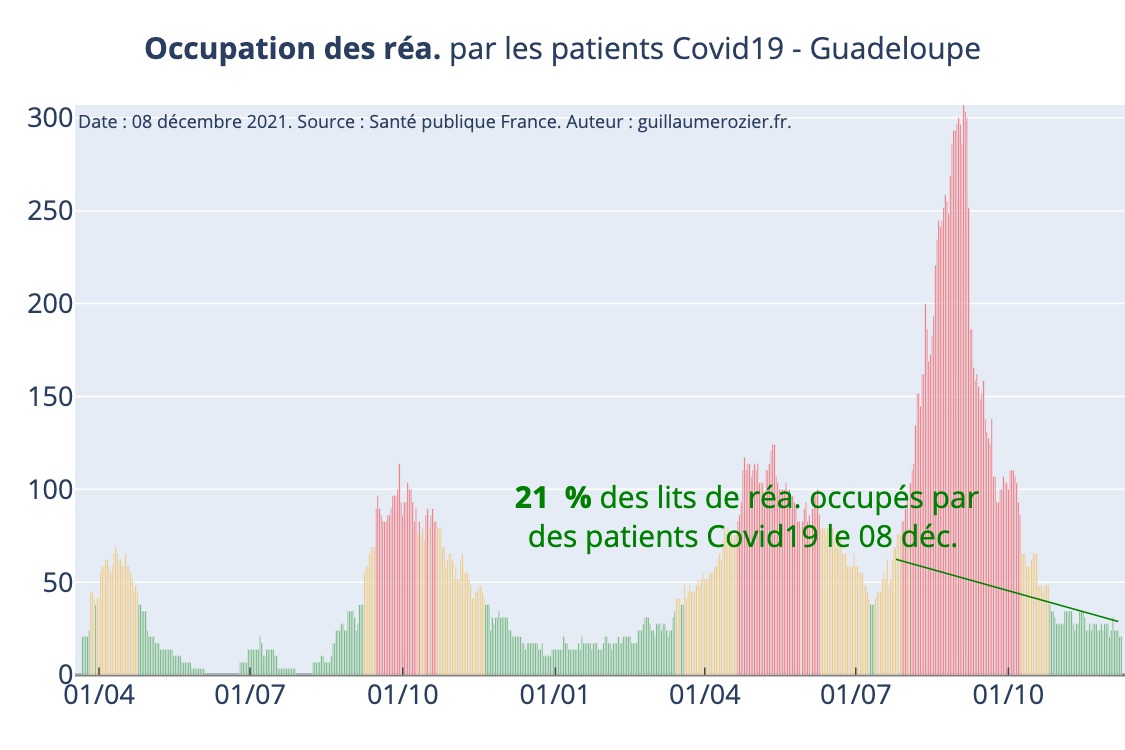 Occupation des réa. par les patients Covid19 - Guadeloupe
Date : 08 décembre 2021. Source : Santé publique France. Auteur : guillaumerozier.fr.
300
250
200
150
100
50
0
21 % des lits de réa. occupés par
des patients Covid19 le 08 déc.
01/04 01/07 01/10 01/01 01/04 01/07 01/10